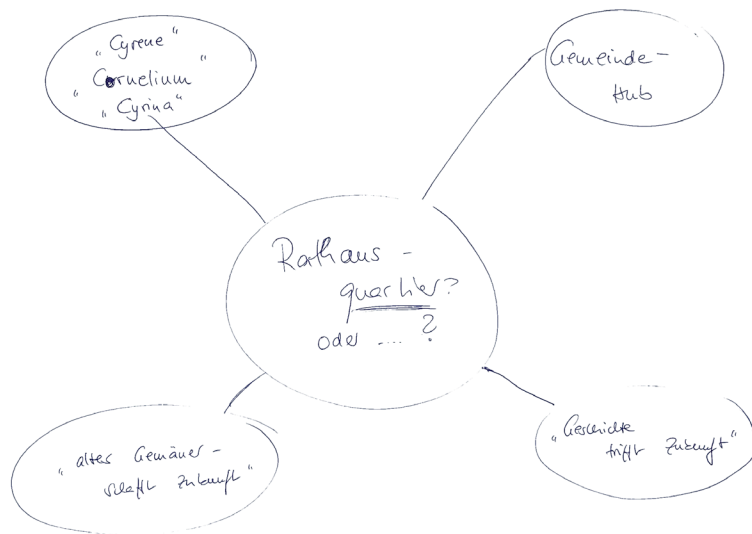 „Cyrene“
„Cornelium“
„Cyrina“
Gemeinde-
Hub
Rathaus-
quartier?
oder .... ?
„altes Gemäuer -
schafft Zukunft“
„Geschichte
trifft Zukunft“